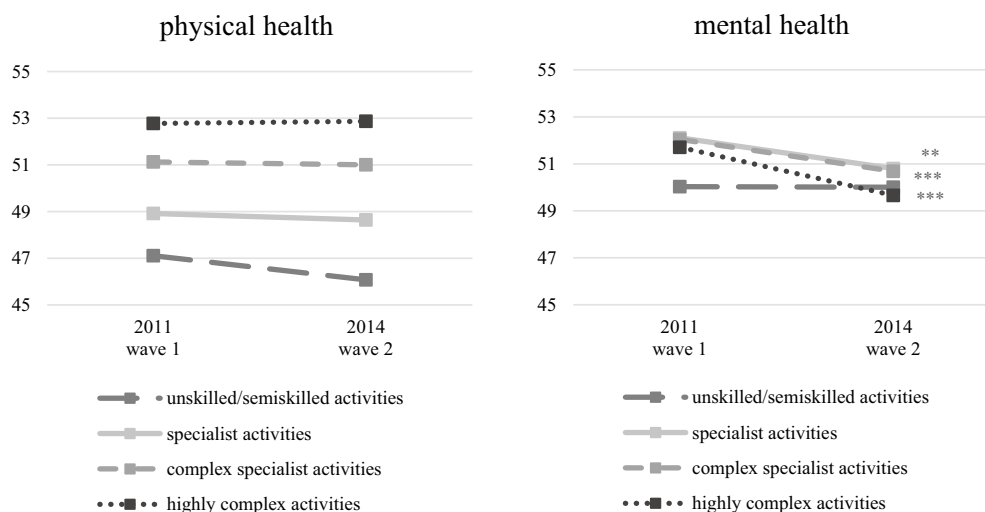 physical health
55
53
51
49
47
45
2011
wave 1
2014
wave 2
unskilled/semiskilled activities
specialist activities
complex specialist activities
highly complex activities
mental health
55
53
51
49
47
45
**
***
***
2011
wave 1
2014
wave 2
unskilled/semiskilled activities
specialist activities
complex specialist activities
highly complex activities